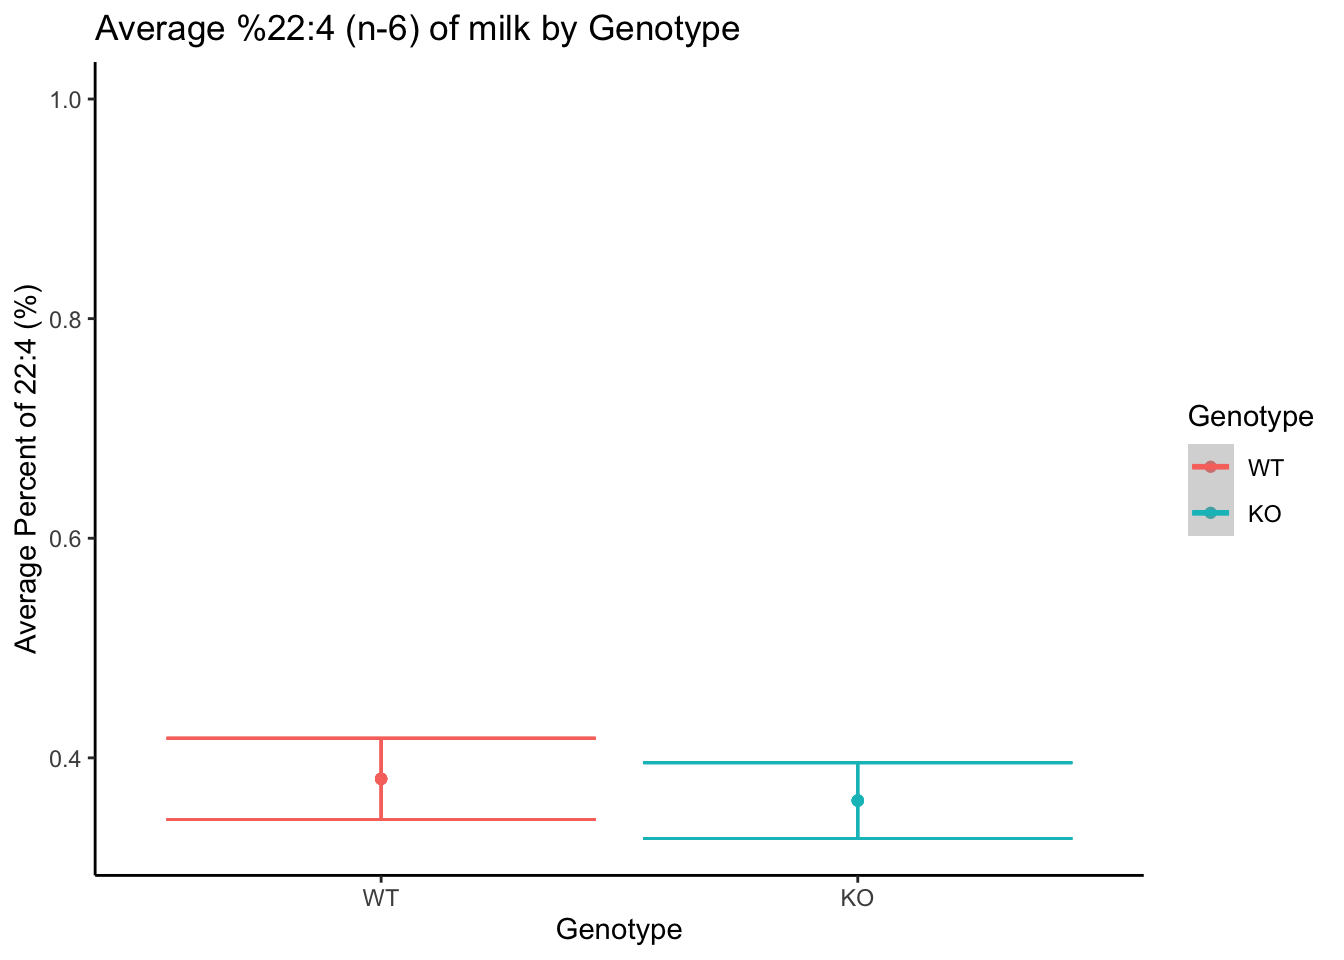 Average %22:4 (n-6) of milk by Genotype
Average Percent of 22:4 (%)
1.0
0.8
0.6
0.4
WT
KO
Genotype
Genotype
WT
KO